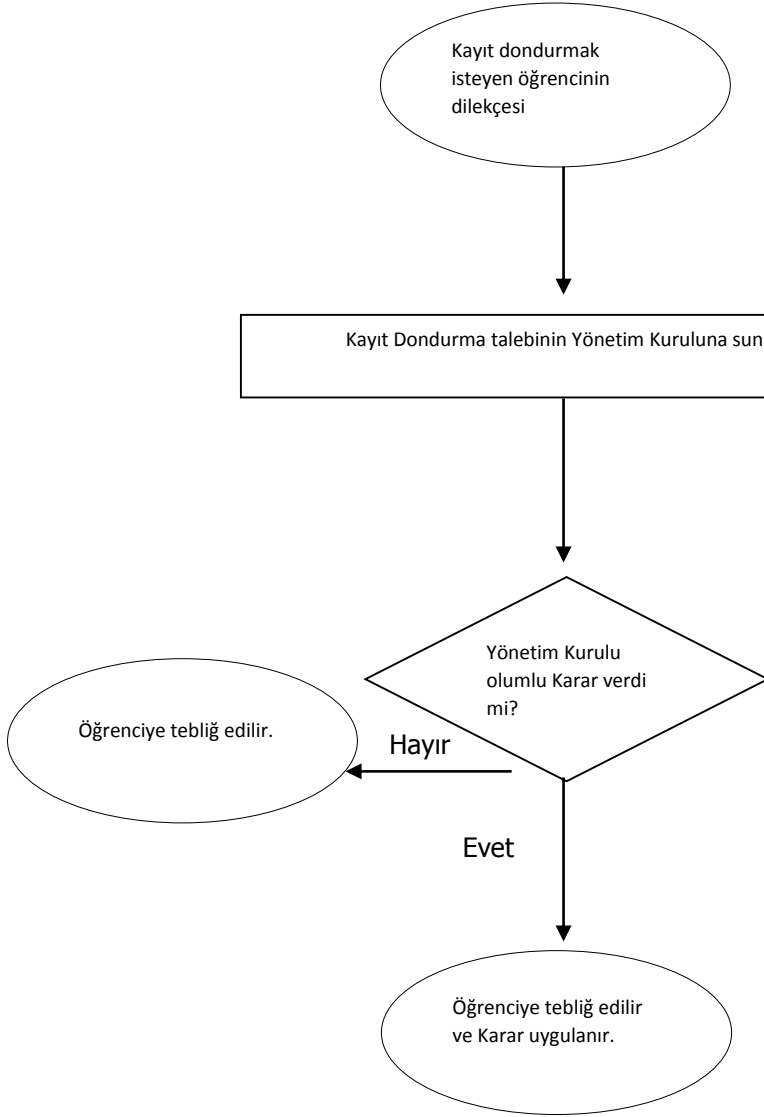 Kayıt dondurmak
isteyen öğrencinin
dilekçesi
Kayıt Dondurma talebinin Yönetim Kuruluna sun
Yönetim Kurulu
olumlu Karar verdi
mi?
Öğrenciye tebliğ edilir.
Hayır
Evet
Öğrenciye tebliğ edilir
ve Karar uygulanır.